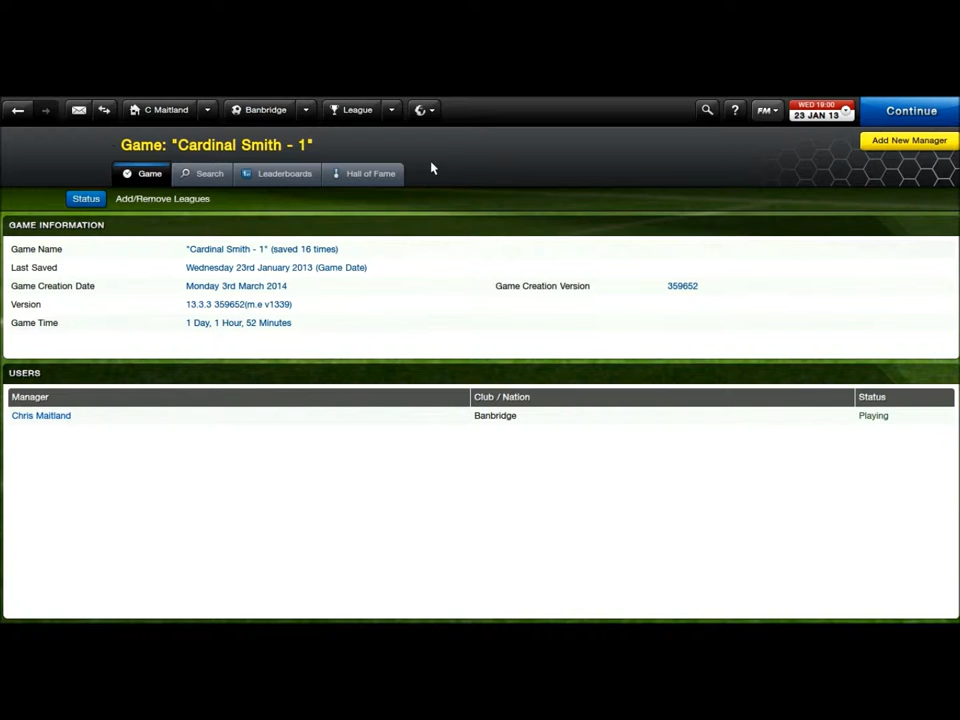 C Maitland Banbridge League ? FM WED 19:00 23 JAN 13 Continue
Game: "Cardinal Smith - 1" Add New Manager
Game Search Leaderboards Hall of Fame
Status Add/Remove Leagues
GAME INFORMATION
Game Name "Cardinal Smith - 1" (saved 16 times)
Last Saved Wednesday 23rd January 2013 (Game Date)
Game Creation Date Monday 3rd March 2014 Game Creation Version 359652
Version 13.3.3 359652(m.e v1339)
Game Time 1 Day, 1 Hour, 52 Minutes
USERS
Manager Club / Nation Status
Chris Maitland Banbridge Playing